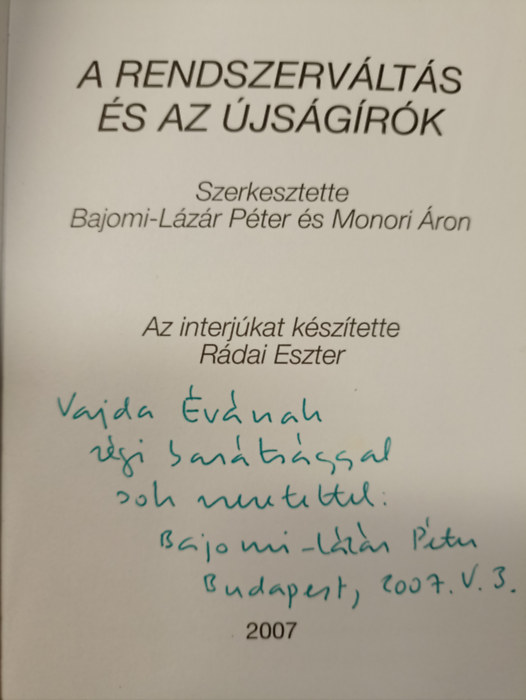 A RENDSZERVÁLTÁS
ÉS AZ ÚJSÁGÍRÓK
Szerkesztette
Bajomi-Lázár Péter és Monori Áron
Az interjúkat készítette
Rádai Eszter
Vajda Évának
régi barátsággal
sok szeretettel:
Bajomi-Lázár Péter
Budapest, 2007. V. 3.
2007